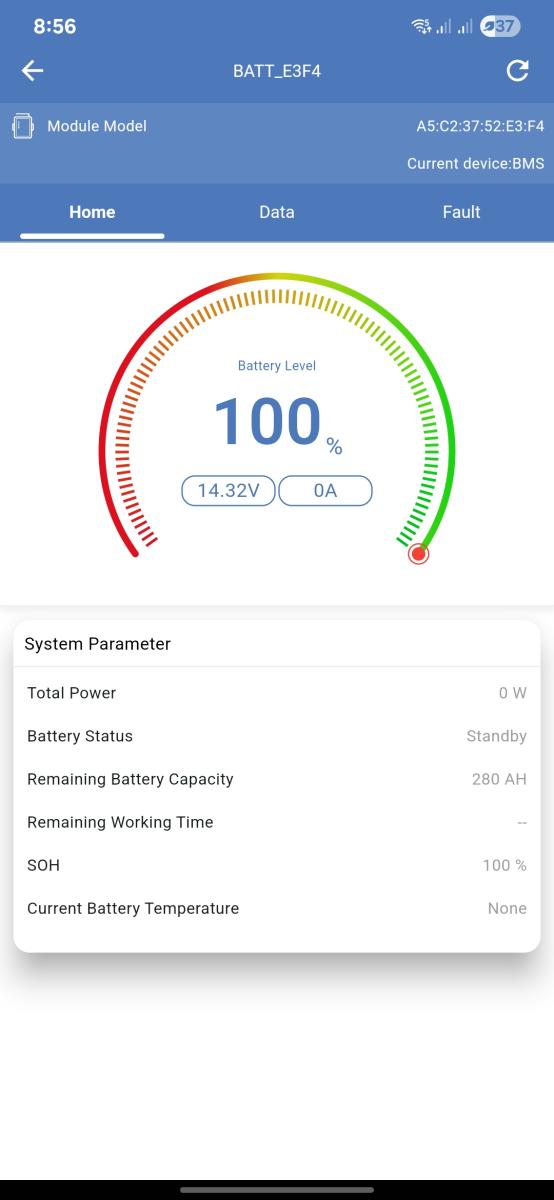 8:56
5
37
BATT_E3F4
Module Model A5:C2:37:52:E3:F4
Current device:BMS
Home Data Fault
Battery Level
100 %
14.32V 0A
System Parameter
Total Power 0 W
Battery Status Standby
Remaining Battery Capacity 280 AH
Remaining Working Time --
SOH 100 %
Current Battery Temperature None